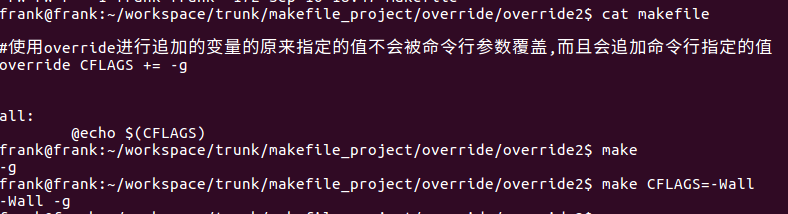 frank@frank:~/workspace/trunk/makefile_project/override/override2$ cat makefile
#使用override进行追加的变量的原来指定的值不会被命令行参数覆盖,而且会追加命令行指定的值
override CFLAGS += -g
all:
@echo $(CFLAGS)
frank@frank:~/workspace/trunk/makefile_project/override/override2$ make
-g
frank@frank:~/workspace/trunk/makefile_project/override/override2$ make CFLAGS=-Wall
-Wall -g